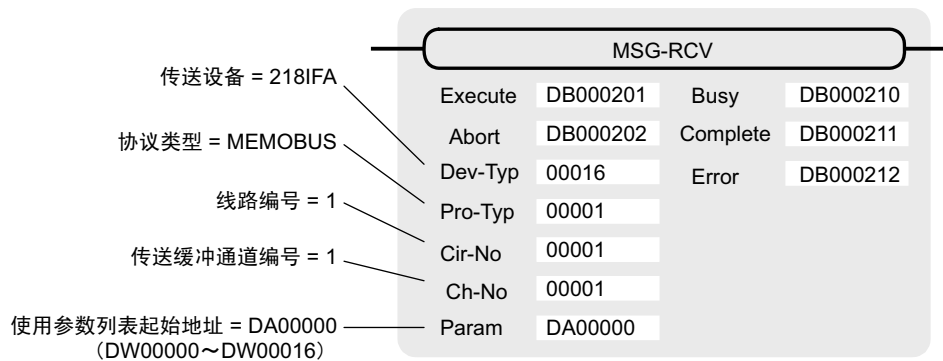 MSG-RCV
传送设备 = 218IFA
Execute DB000201 Busy DB000210
协议类型 = MEMOBUS
Abort DB000202 Complete DB000211
Dev-Typ 00016 Error DB000212
线路编号 = 1
Pro-Typ 00001
传送缓冲通道编号 = 1
Cir-No 00001
Ch-No 00001
使用参数列表起始地址 = DA00000
Param DA00000
（DW00000～DW00016）